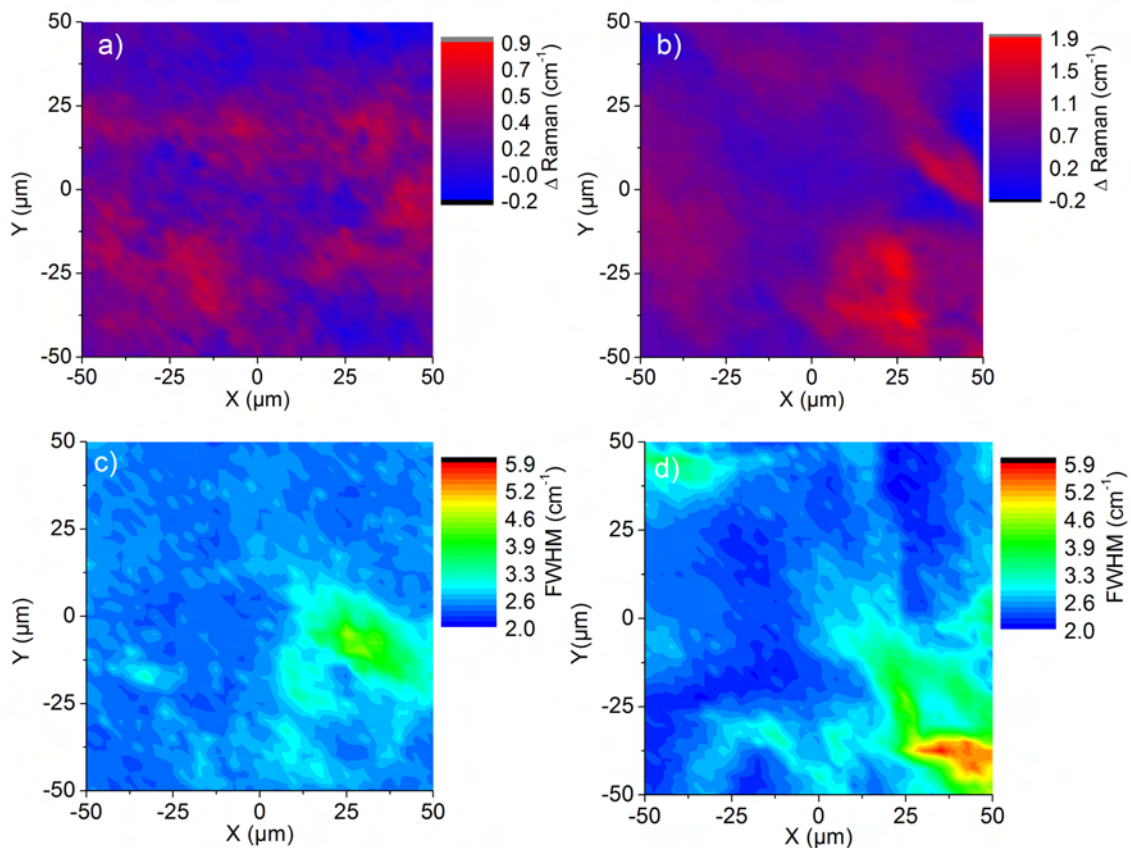 a)
50
25
0
-25
-50
Y (µm)
-50 -25 0 25 50
X (µm)
0.9
0.7
0.5
0.4
0.2
-0.0
-0.2
Δ Raman (cm⁻¹)
b)
50
25
0
-25
-50
Y (µm)
-50 -25 0 25 50
X (µm)
1.9
1.5
1.1
0.7
0.2
-0.2
Δ Raman (cm⁻¹)
c)
50
25
0
-25
-50
Y (µm)
-50 -25 0 25 50
X (µm)
5.9
5.2
4.6
3.9
3.3
2.6
2.0
FWHM (cm⁻¹)
d)
50
25
0
-25
-50
Y(µm)
-50 -25 0 25 50
X (µm)
5.9
5.2
4.6
3.9
3.3
2.6
2.0
FWHM (cm⁻¹)